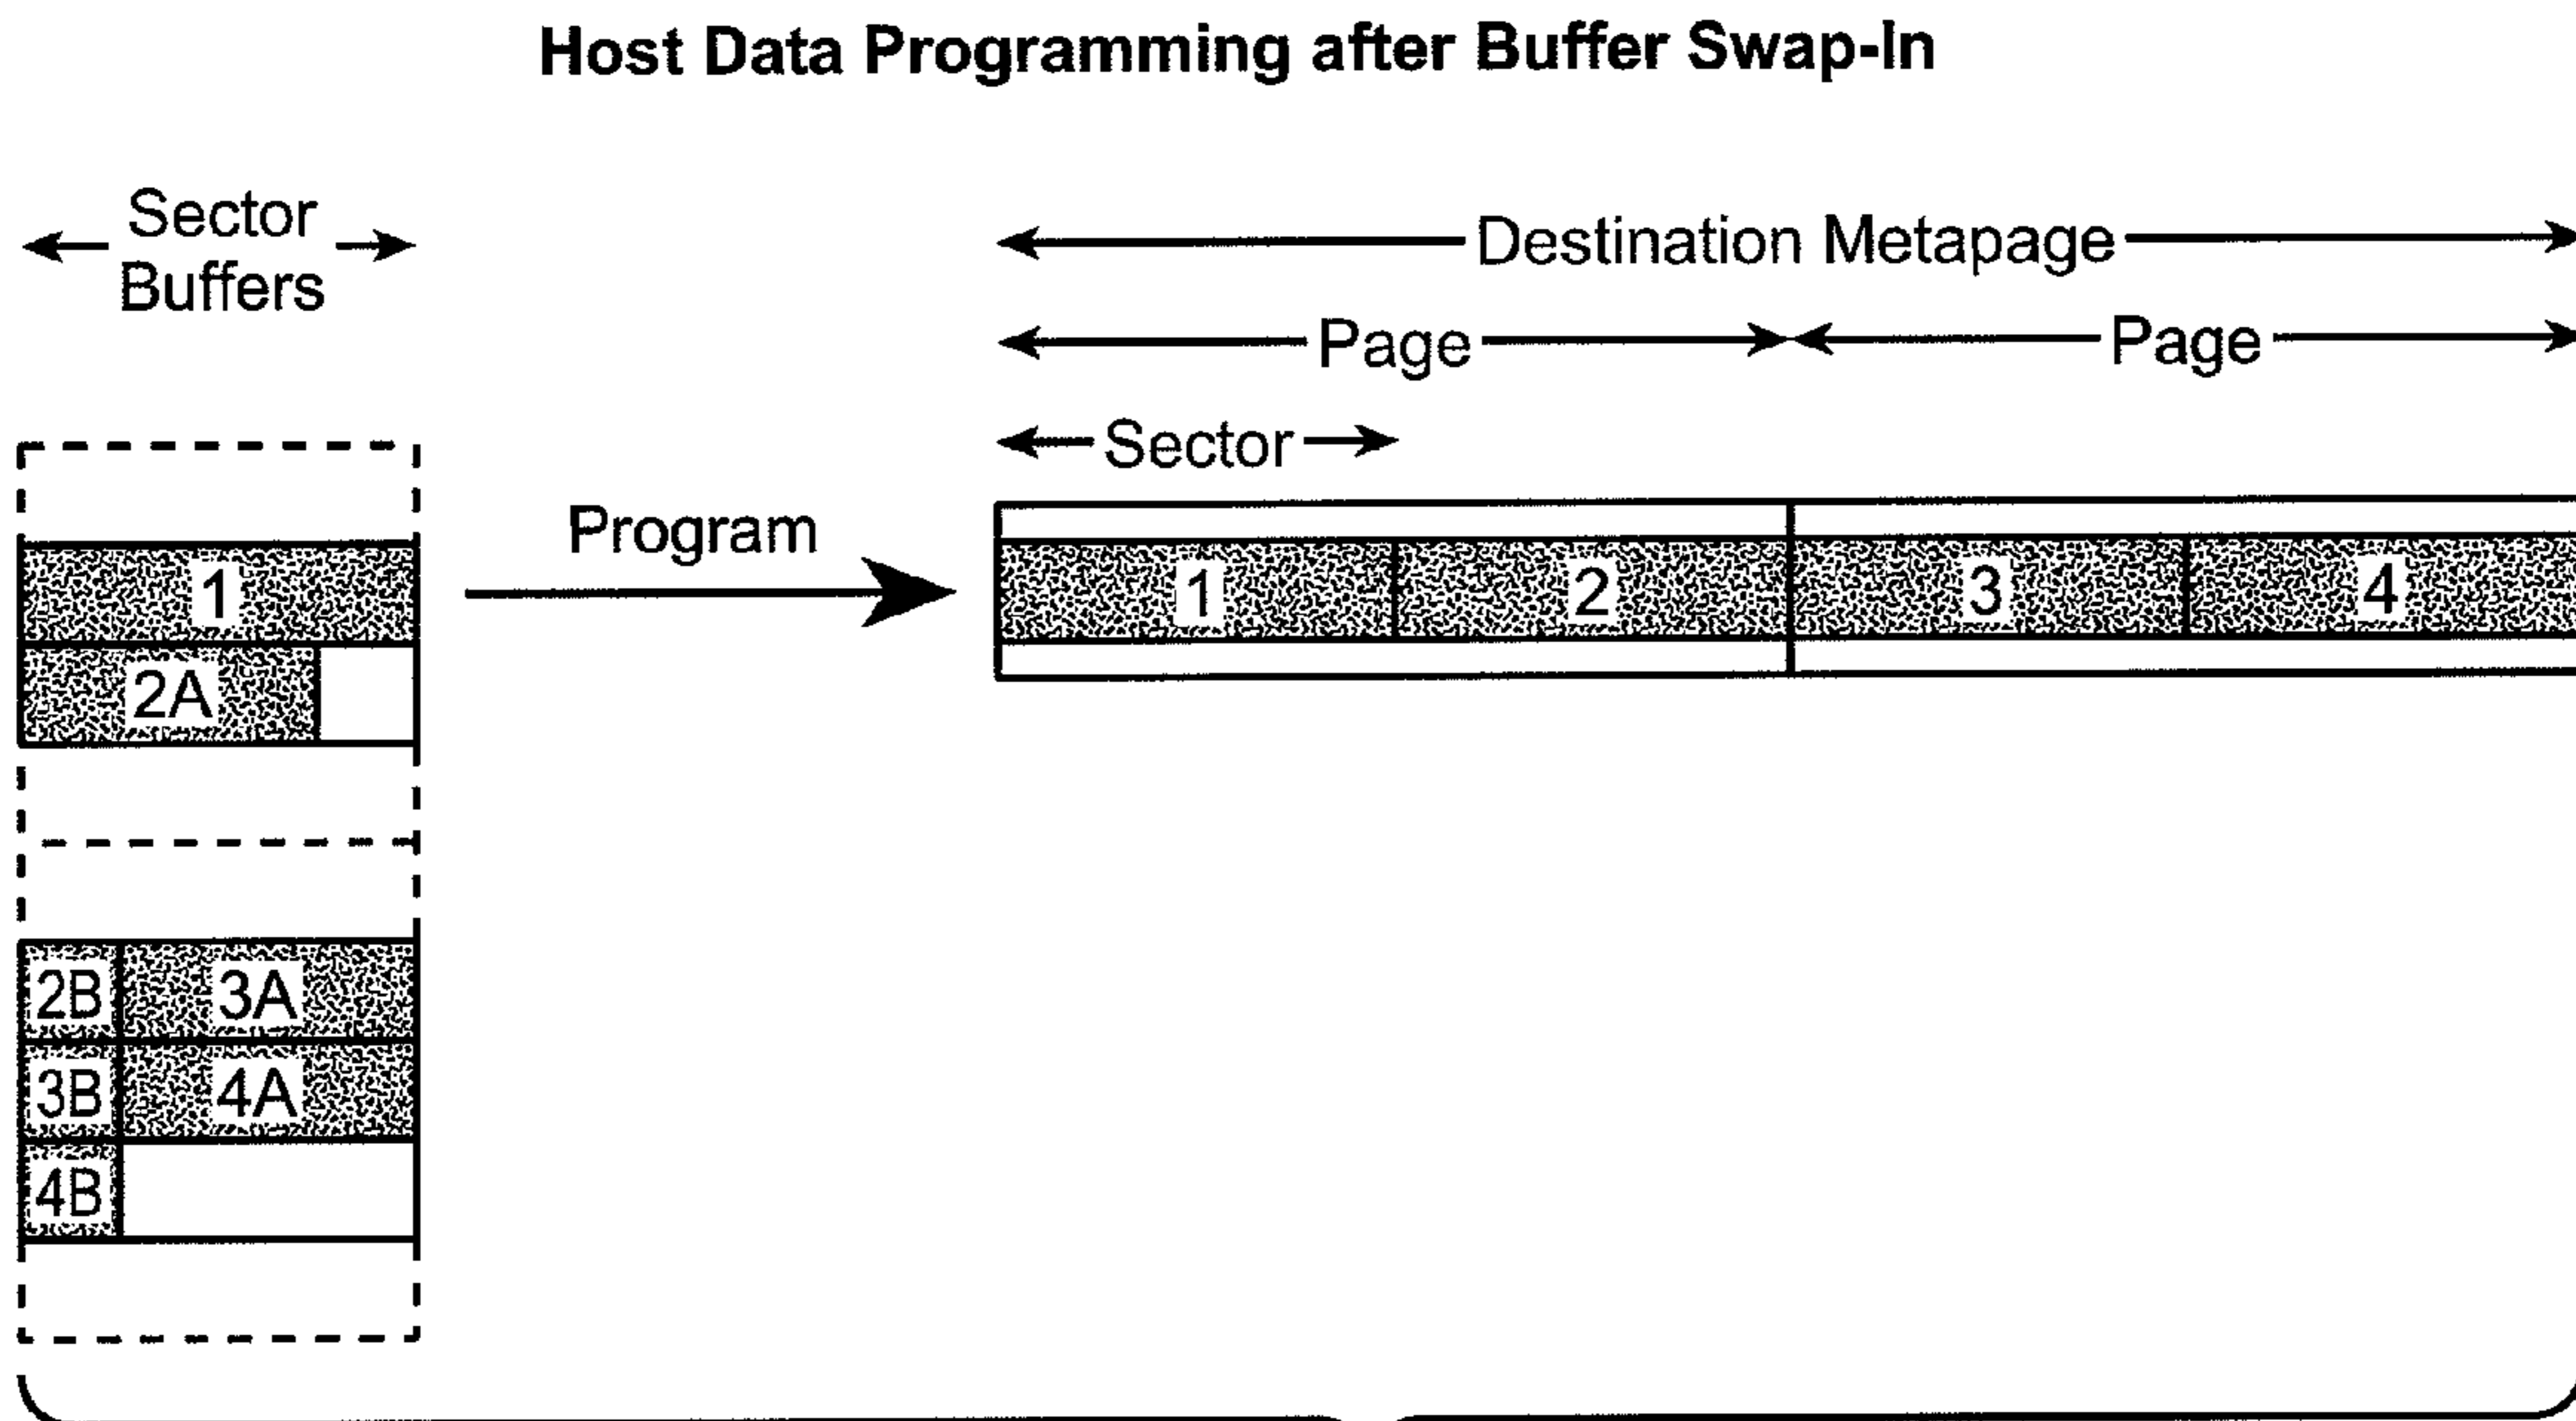 Host Data Programming after Buffer Swap-In
Sector
Buffers
Destination Metapage
Page
Page
Sector
Program
1
2A
2B
3A
3B
4A
4B
1
2
3
4